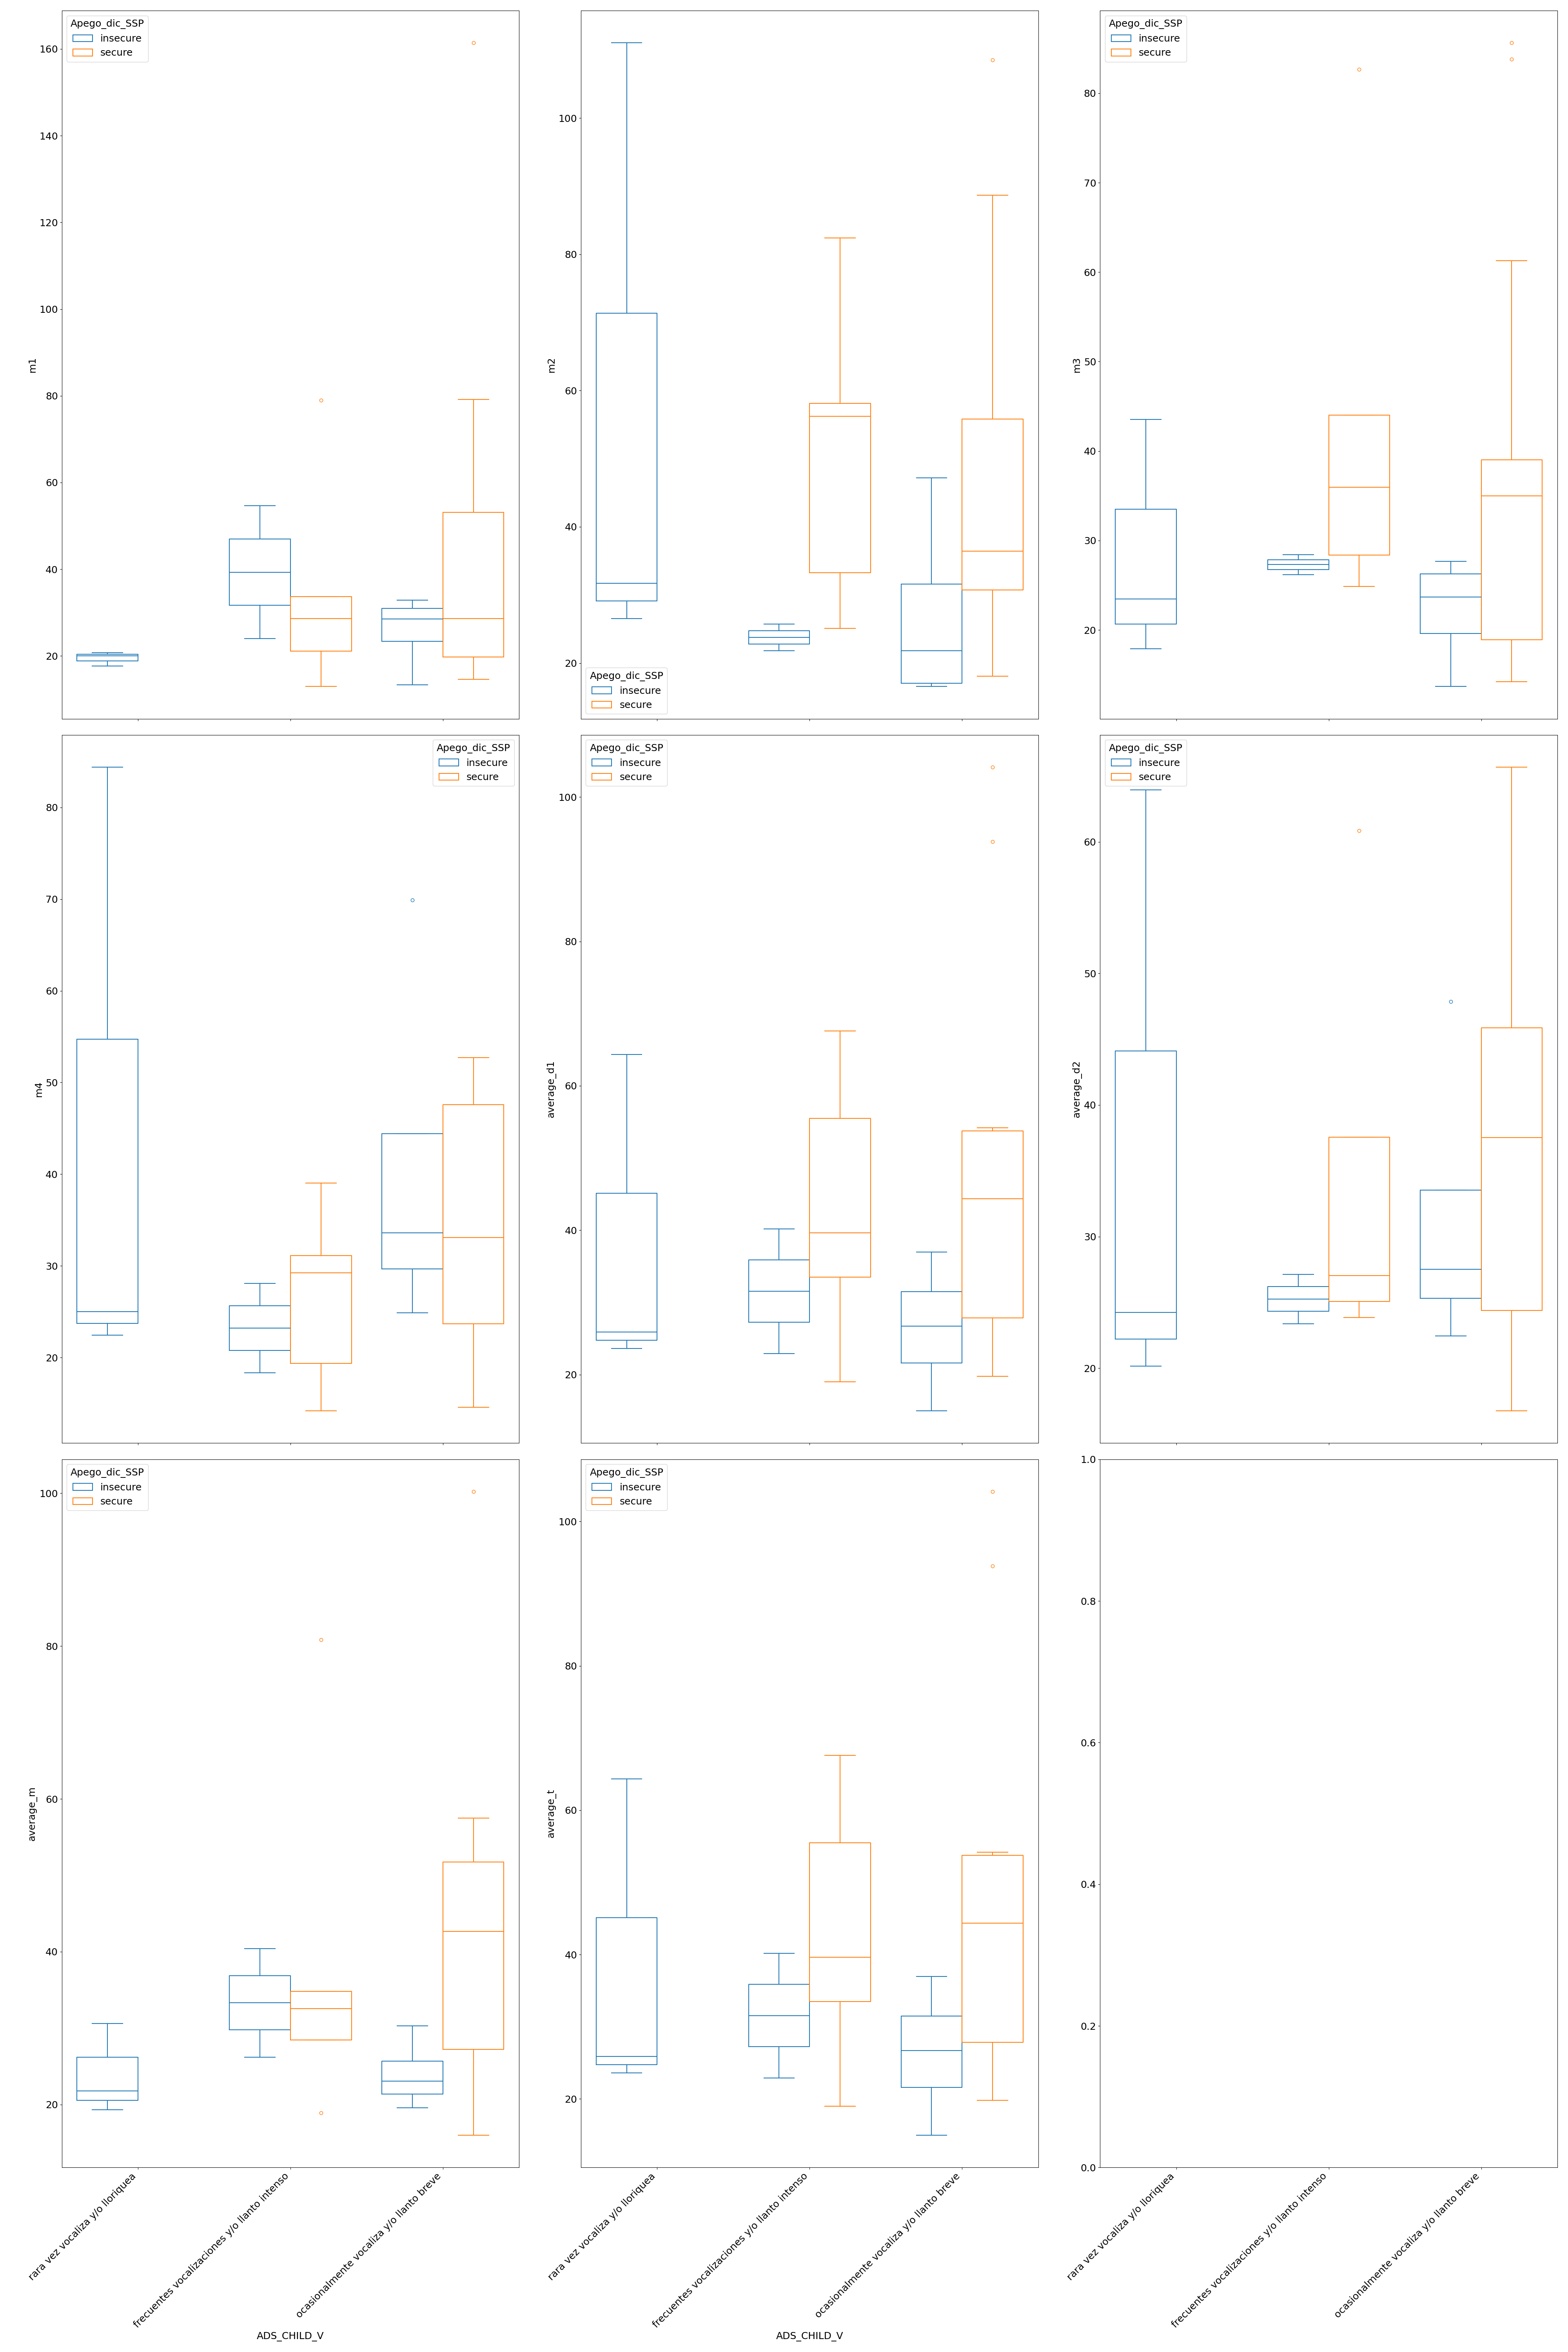 Apego_dic_SSP
insecure
secure
160
140
120
100
80
60
40
20
m1
Apego_dic_SSP
insecure
secure
100
80
60
40
20
m2
Apego_dic_SSP
insecure
secure
80
70
60
50
40
30
20
m3
Apego_dic_SSP
insecure
secure
80
70
60
50
40
30
20
m4
Apego_dic_SSP
insecure
secure
100
80
60
40
20
average_d1
Apego_dic_SSP
insecure
secure
60
50
40
30
20
average_d2
Apego_dic_SSP
insecure
secure
100
80
60
40
20
average_m
rara vez vocaliza y/o lloriquea
frecuentes vocalizaciones y/o llanto intenso
ocasionalmente vocaliza y/o llanto breve
ADS_CHILD_V
Apego_dic_SSP
insecure
secure
100
80
60
40
20
average_t
rara vez vocaliza y/o lloriquea
frecuentes vocalizaciones y/o llanto intenso
ocasionalmente vocaliza y/o llanto breve
ADS_CHILD_V
1.0
0.8
0.6
0.4
0.2
0.0
rara vez vocaliza y/o lloriquea
frecuentes vocalizaciones y/o llanto intenso
ocasionalmente vocaliza y/o llanto breve